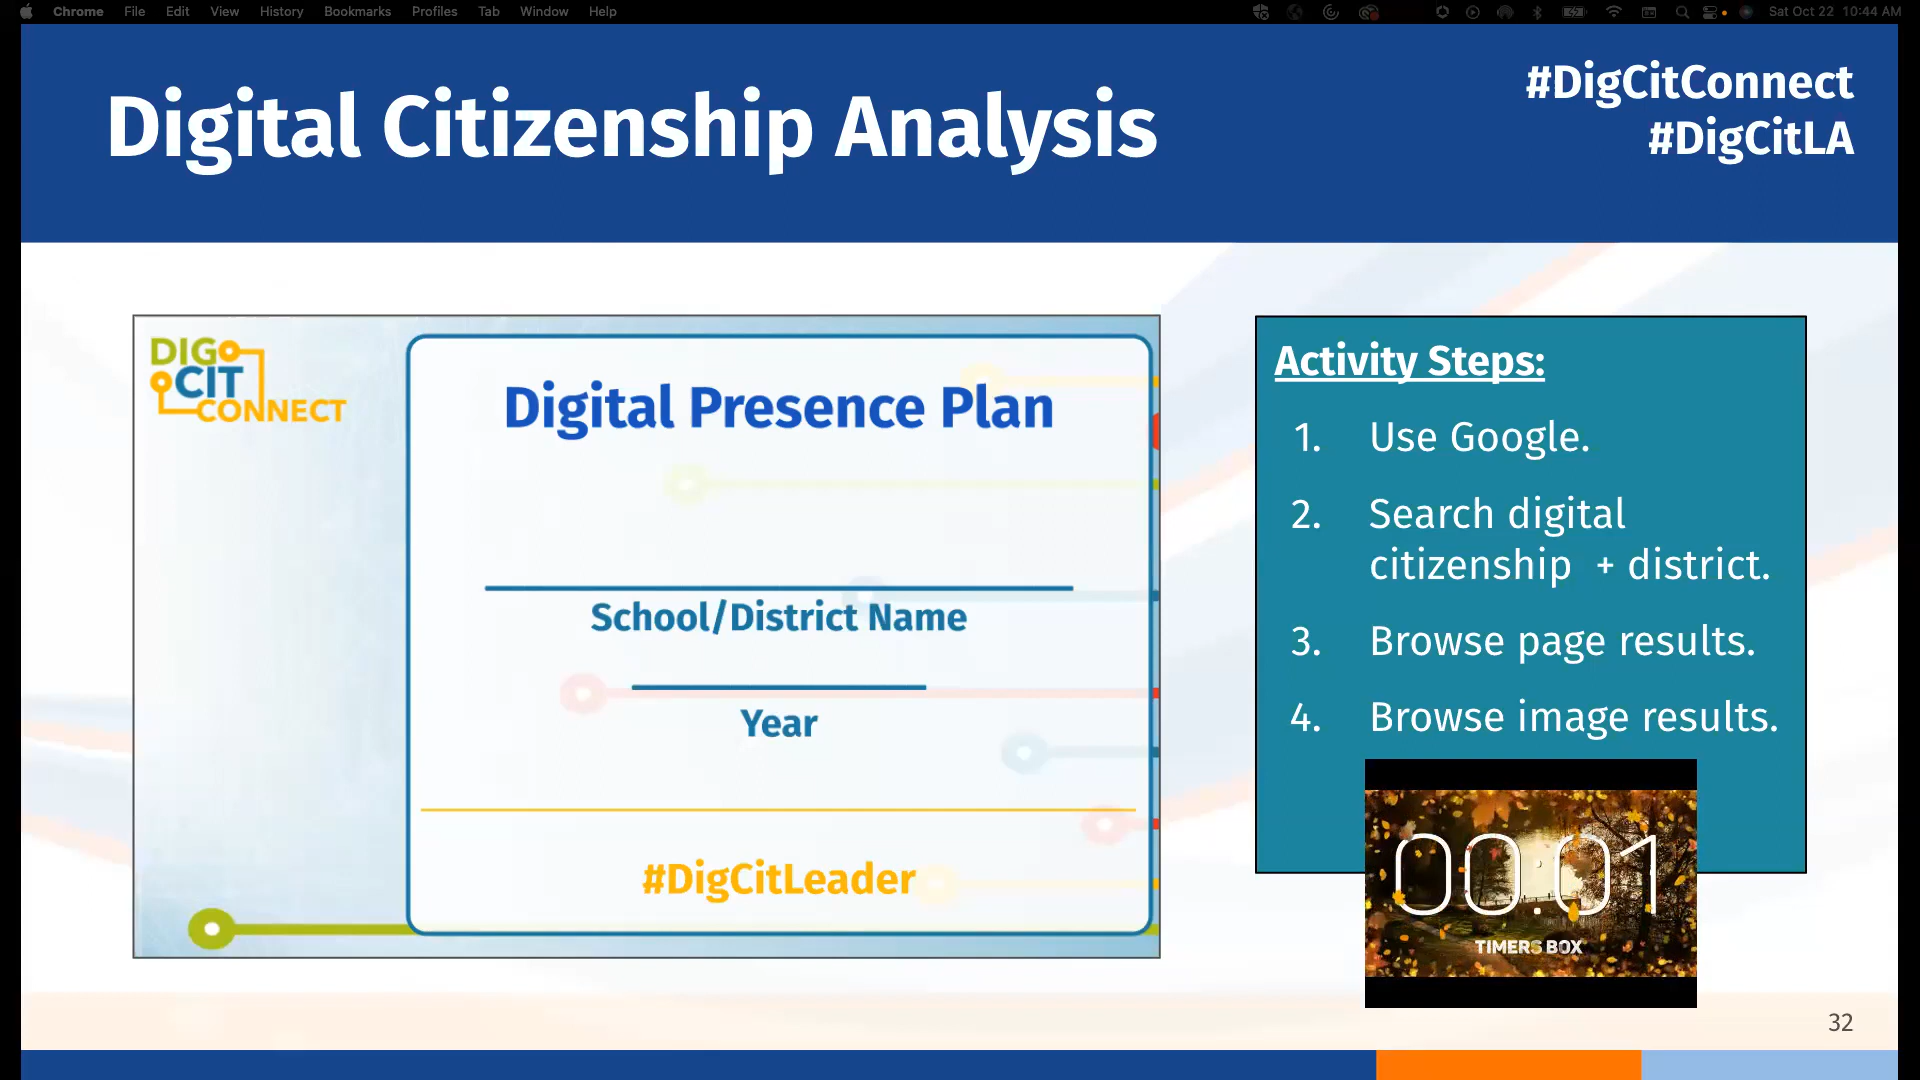 Chrome File Edit View History Bookmarks Profiles Tab Window Help Sat Oct 22 10:44 AM
Digital Citizenship Analysis
#DigCitConnect
#DigCitLA
DIG
CIT
CONNECT
Digital Presence Plan
School/District Name
Year
#DigCitLeader
Activity Steps:
1. Use Google.
2. Search digital
citizenship + district.
3. Browse page results.
4. Browse image results.
00:01
TIMERS BOX
32